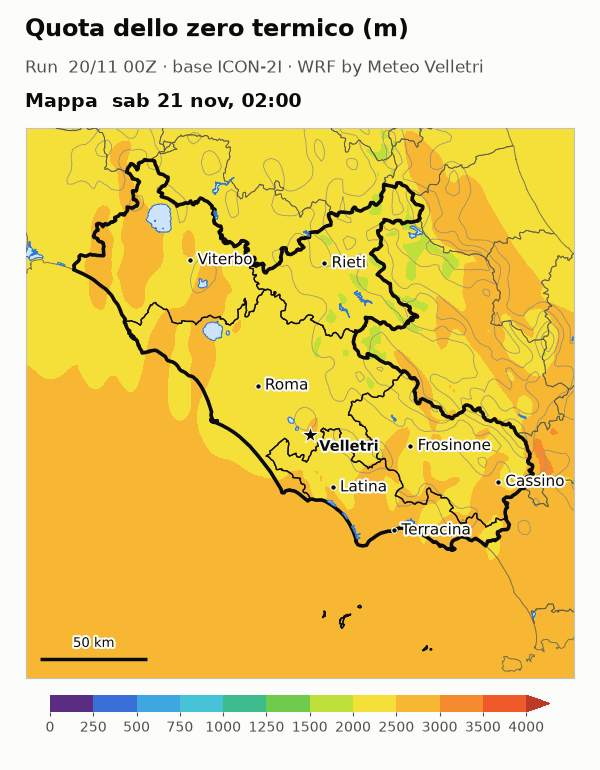 Quota dello zero termico (m)
Run 20/11 00Z · base ICON-2I · WRF by Meteo Velletri
Mappa sab 21 nov, 02:00
Viterbo
Rieti
Roma
Velletri
Frosinone
Latina
Cassino
Terracina
50 km
0 250 500 750 1000 1250 1500 2000 2500 3000 3500 4000